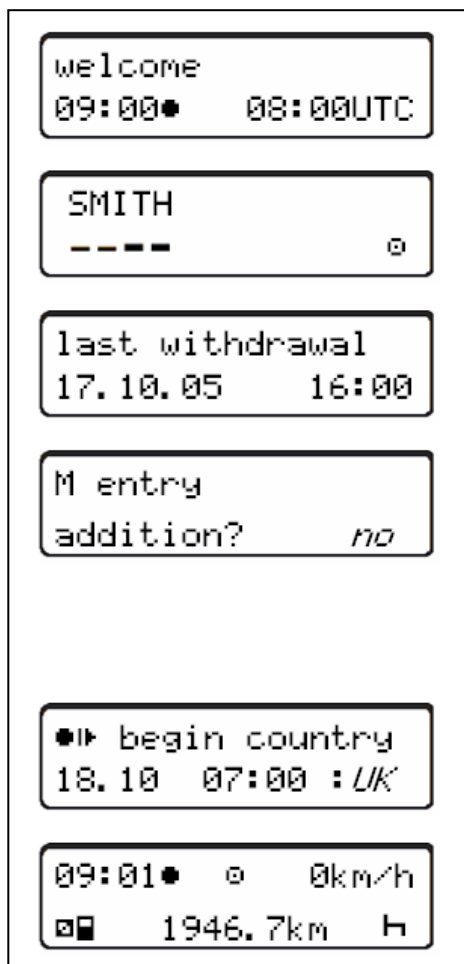 welcome
09:00● 08:00UTC
SMITH
---- ⊙
last withdrawal
17.10.05 16:00
M entry
addition? no
●I▶ begin country
18.10 07:00 :UK
09:01● ⊙ 0km/h
1946.7km